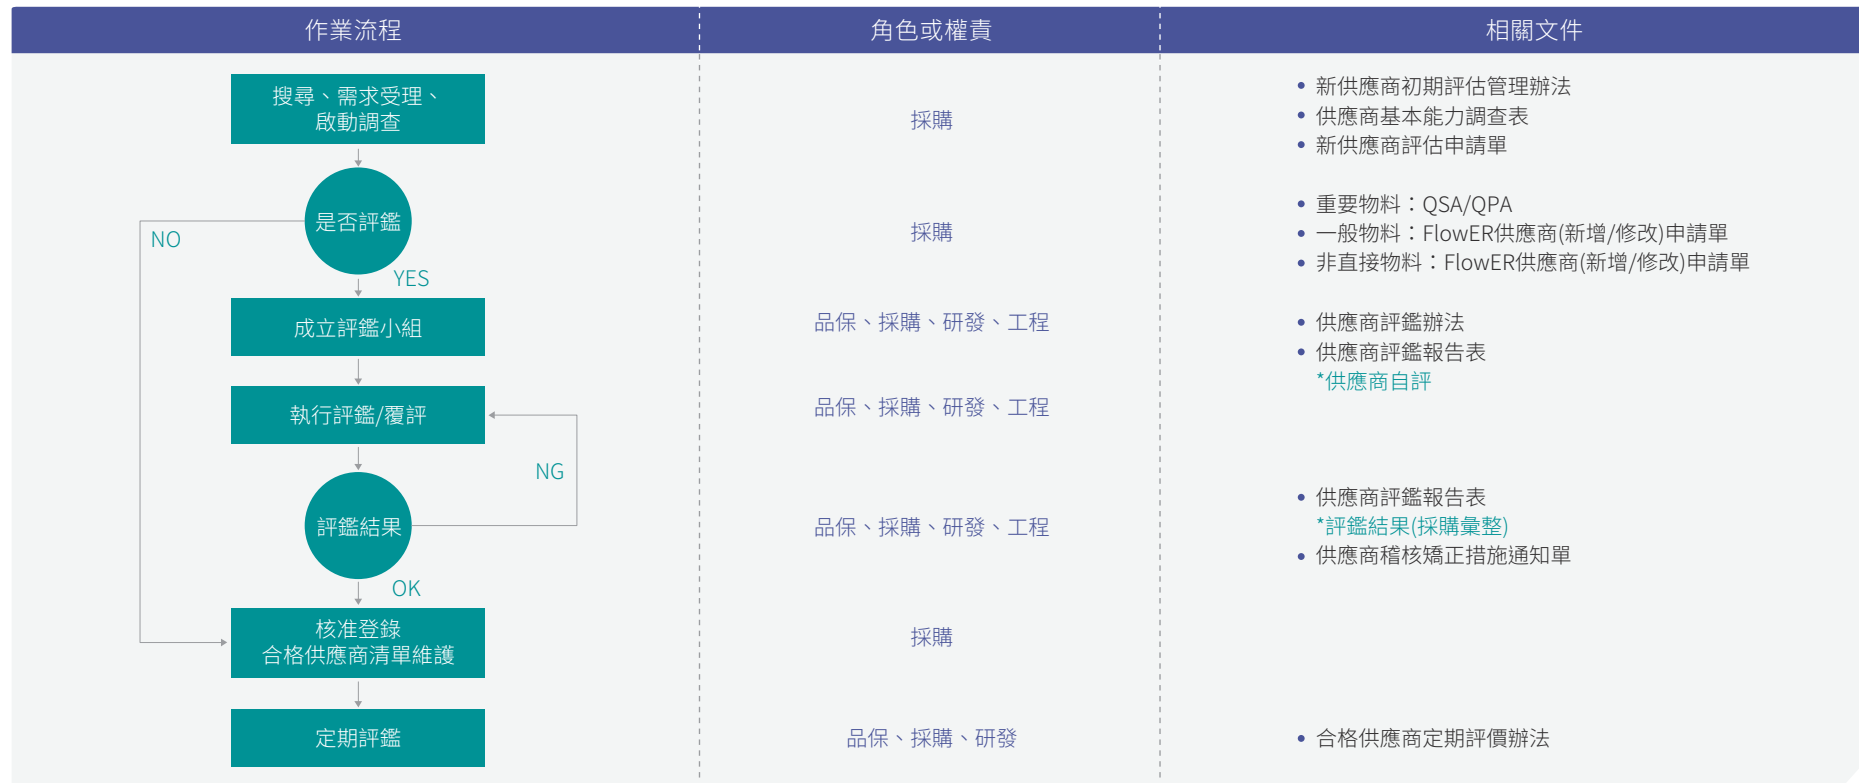 作業流程
角色或權責
相關文件
搜尋、需求受理、
啟動調查
採購
• 新供應商初期評估管理辦法
• 供應商基本能力調查表
• 新供應商評估申請單
是否評鑑
NO
YES
採購
• 重要物料：QSA/QPA
• 一般物料：FlowER供應商(新增/修改)申請單
• 非直接物料：FlowER供應商(新增/修改)申請單
成立評鑑小組
品保、採購、研發、工程
• 供應商評鑑辦法
• 供應商評鑑報告表
*供應商自評
執行評鑑/覆評
品保、採購、研發、工程
NG
評鑑結果
OK
品保、採購、研發、工程
• 供應商評鑑報告表
*評鑑結果(採購彙整)
• 供應商稽核矯正措施通知單
核准登錄
合格供應商清單維護
採購
定期評鑑
品保、採購、研發
• 合格供應商定期評價辦法